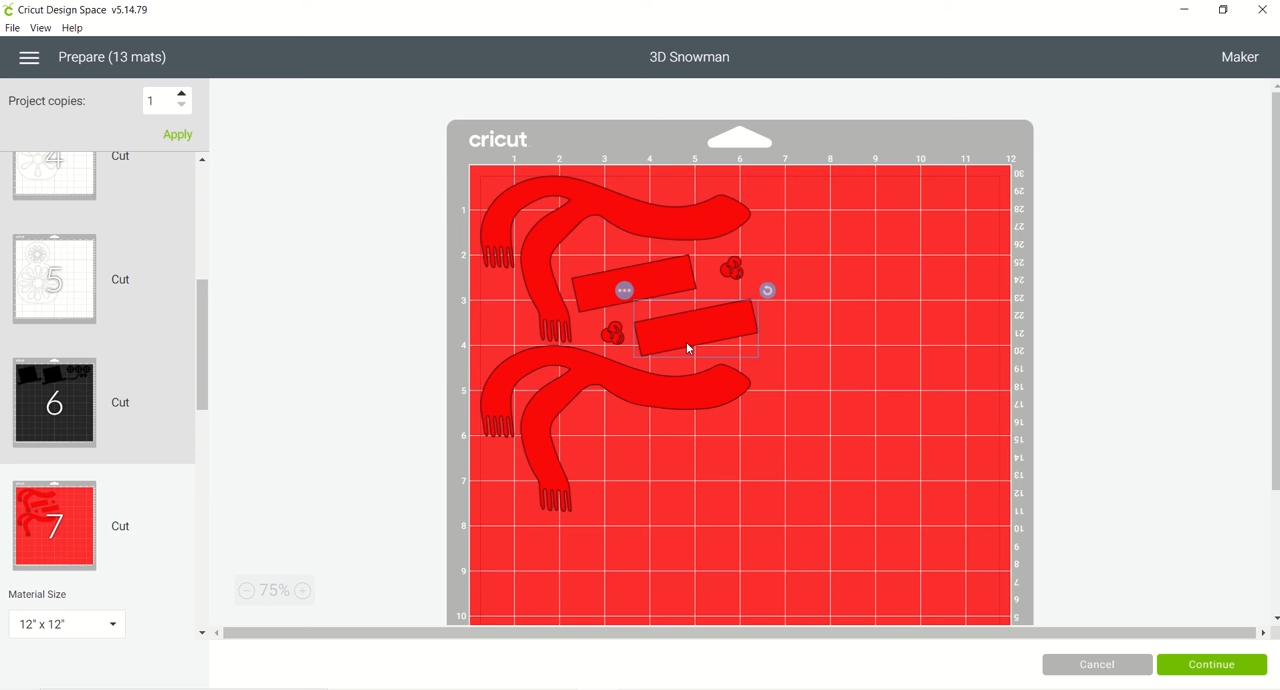 Cricut Design Space v5.14.79
File View Help
Prepare (13 mats)
3D Snowman
Maker
Project copies: 1
Apply
4 Cut
5 Cut
6 Cut
7 Cut
Material Size
12" x 12"
cricut
1 2 3 4 5 6 7 8 9 10 11 12
1
2
3
4
5
6
7
8
9
10
30
29
28
27
26
25
24
23
22
21
20
19
18
17
16
15
14
13
12
11
10
9
8
7
6
5
75%
Cancel
Continue